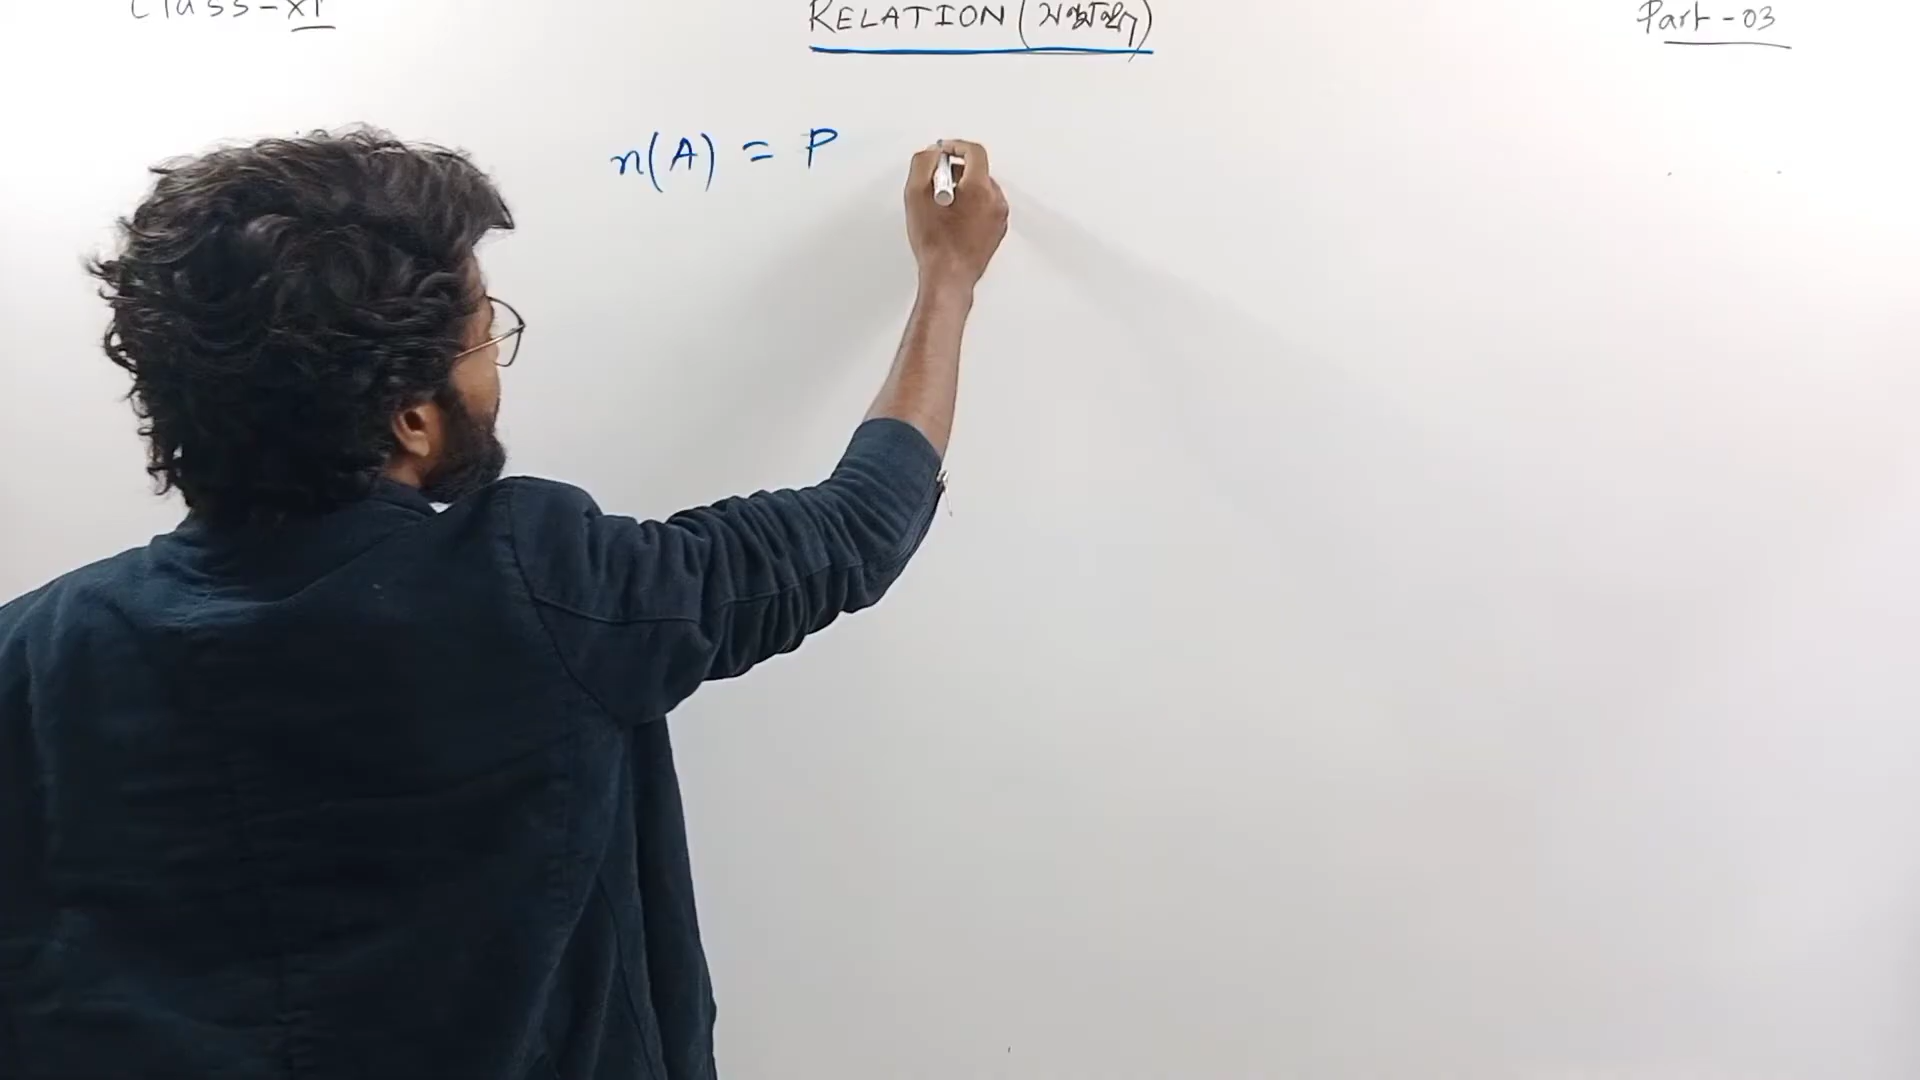 Class-XI
RELATION (সম্বন্ধ)
Part-03
n(A) = P